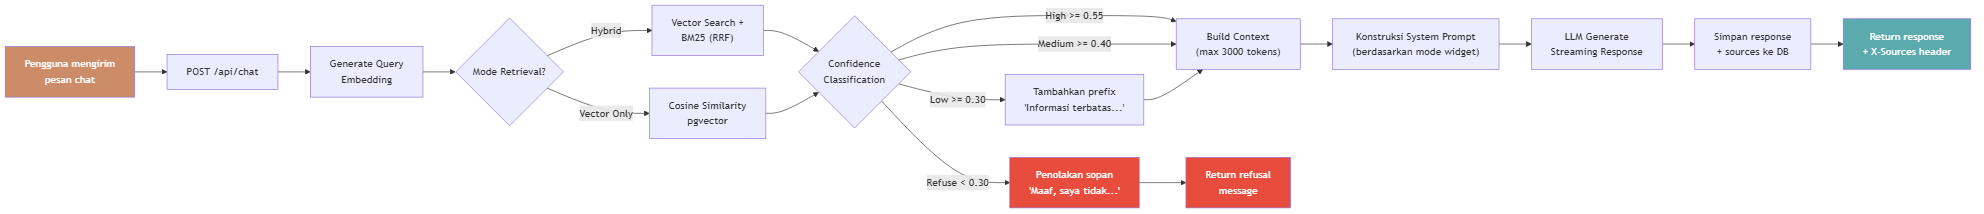 Pengguna mengirim
pesan chat
POST /api/chat
Generate Query
Embedding
Mode Retrieval?
Hybrid
Vector Only
Vector Search +
BM25 (RRF)
Cosine Similarity
pgvector
Confidence
Classification
High >= 0.55
Medium >= 0.40
Low >= 0.30
Refuse < 0.30
Tambahkan prefix
'Informasi terbatas...'
Penolakan sopan
'Maaf, saya tidak...'
Return refusal
message
Build Context
(max 3000 tokens)
Konstruksi System Prompt
(berdasarkan mode widget)
LLM Generate
Streaming Response
Simpan response
+ sources ke DB
Return response
+ X-Sources header